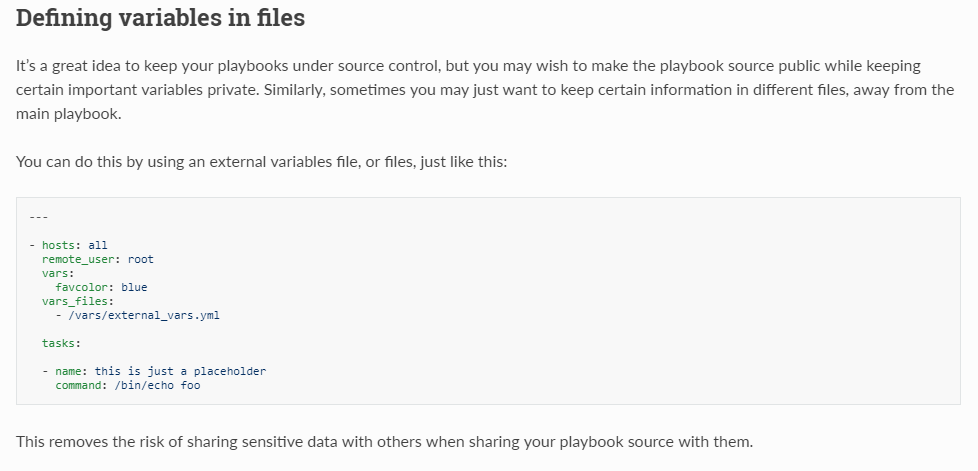 Defining variables in files
It's a great idea to keep your playbooks under source control, but you may wish to make the playbook source public while keeping
certain important variables private. Similarly, sometimes you may just want to keep certain information in different files, away from the
main playbook.
You can do this by using an external variables file, or files, just like this:
---
- hosts: all
  remote_user: root
  vars:
    favcolor: blue
  vars_files:
    - /vars/external_vars.yml
  tasks:
  - name: this is just a placeholder
    command: /bin/echo foo
This removes the risk of sharing sensitive data with others when sharing your playbook source with them.